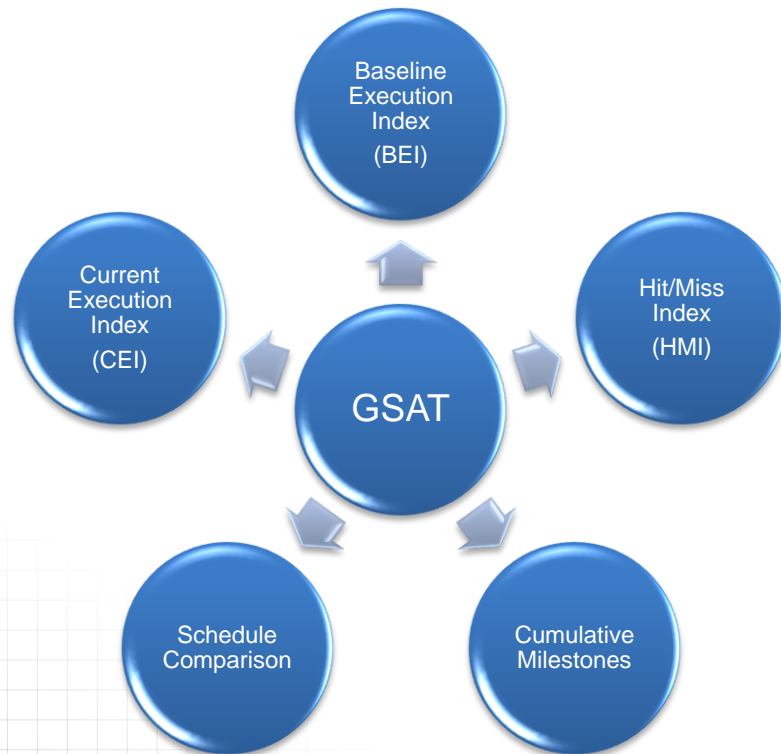 Baseline
Execution
Index
(BEI)
Current
Execution
Index
(CEI)
Hit/Miss
Index
(HMI)
GSAT
Schedule
Comparison
Cumulative
Milestones